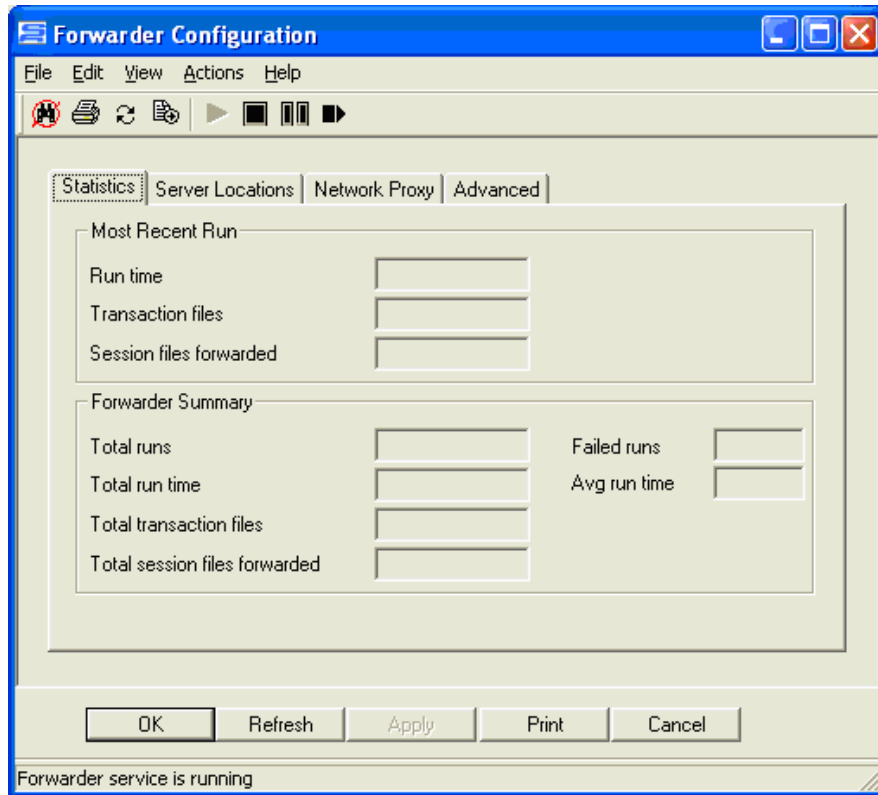 Forwarder Configuration
File Edit View Actions Help
Statistics Server Locations Network Proxy Advanced
Most Recent Run
Run time
Transaction files
Session files forwarded
Forwarder Summary
Total runs Failed runs
Total run time Avg run time
Total transaction files
Total session files forwarded
OK Refresh Apply Print Cancel
Forwarder service is running